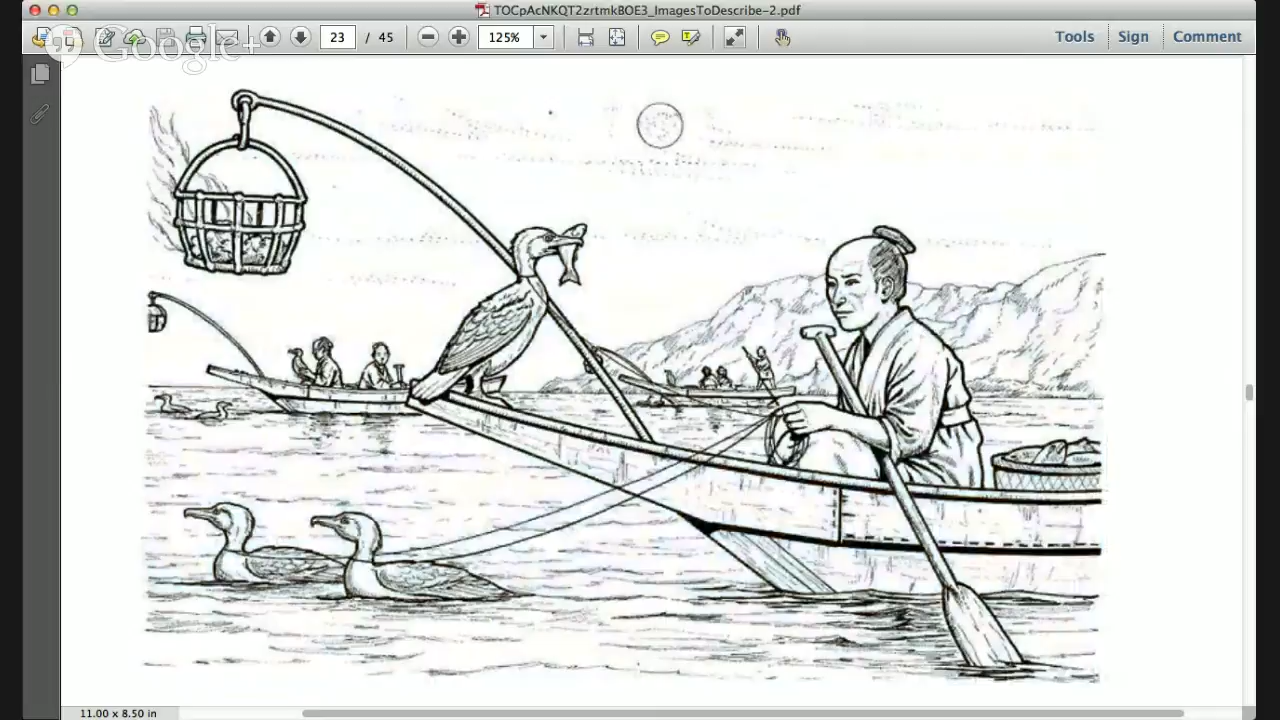 TOCpAcNKQT2zrtmkBOE3_ImagesToDescribe-2.pdf
Google+
23 / 45
125%
Tools
Sign
Comment
11.00 x 8.50 in